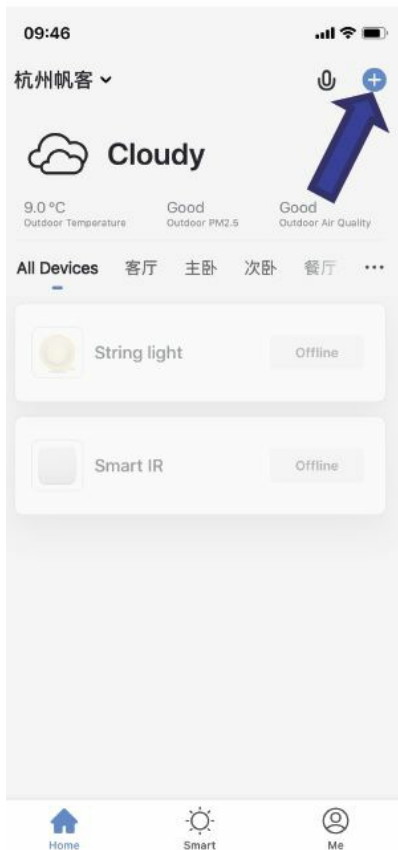 09:46
杭州帆客
Cloudy
9.0 °C Good Good
Outdoor Temperature Outdoor PM2.5 Outdoor Air Quality
All Devices 客厅 主卧 次卧 餐厅 •••
String light Offline
Smart IR Offline
Home Smart Me